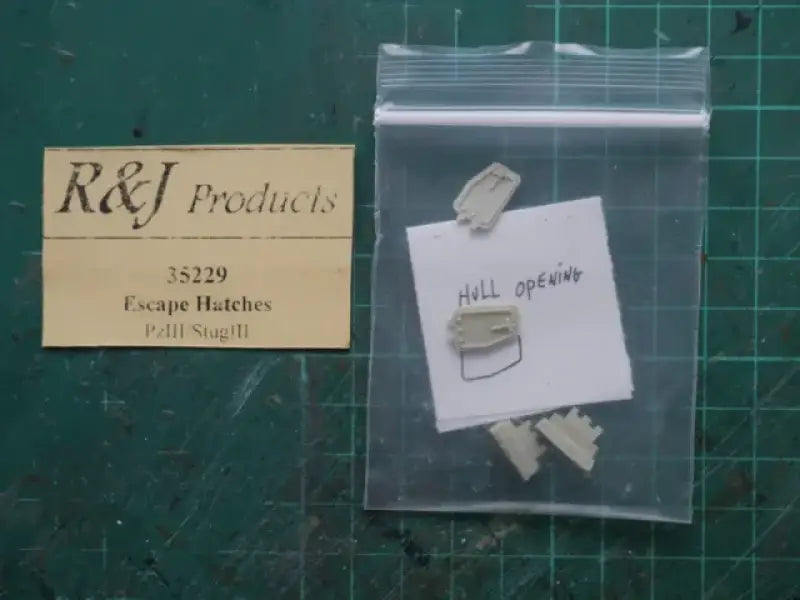 R&J Products
35229
Escape Hatches
PzIII/StugIII
HULL OPENING